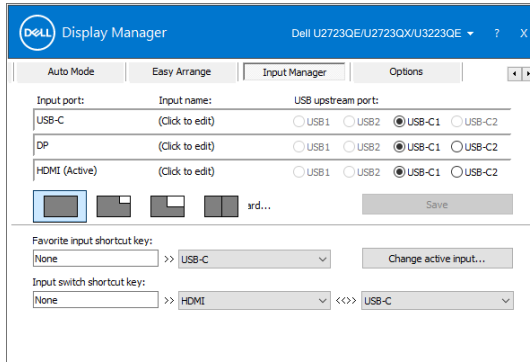 DELL Display Manager Dell U2723QE/U2723QX/U3223QE ? X
Auto Mode Easy Arrange Input Manager Options
Input port: Input name: USB upstream port:
USB-C (Click to edit) USB1 USB2 USB-C1 USB-C2
DP (Click to edit) USB1 USB2 USB-C1 USB-C2
HDMI (Active) (Click to edit) USB1 USB2 USB-C1 USB-C2
ard... Save
Favorite input shortcut key:
None >> USB-C Change active input...
Input switch shortcut key:
None >> HDMI <<>> USB-C